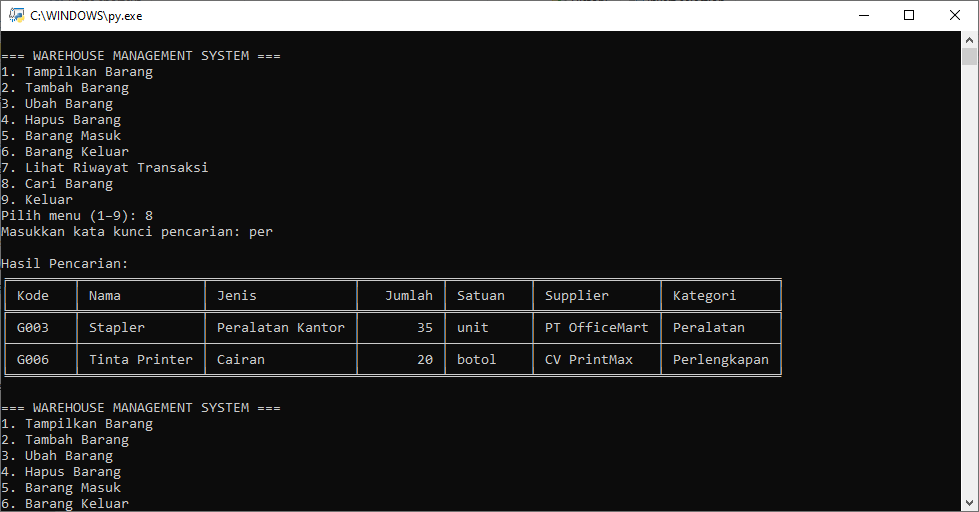 C:\WINDOWS\py.exe
=== WAREHOUSE MANAGEMENT SYSTEM ===
1. Tampilkan Barang
2. Tambah Barang
3. Ubah Barang
4. Hapus Barang
5. Barang Masuk
6. Barang Keluar
7. Lihat Riwayat Transaksi
8. Cari Barang
9. Keluar
Pilih menu (1–9): 8
Masukkan kata kunci pencarian: per
Hasil Pencarian:
Kode Nama Jenis Jumlah Satuan Supplier Kategori
G003 Stapler Peralatan Kantor 35 unit PT OfficeMart Peralatan
G006 Tinta Printer Cairan 20 botol CV PrintMax Perlengkapan
=== WAREHOUSE MANAGEMENT SYSTEM ===
1. Tampilkan Barang
2. Tambah Barang
3. Ubah Barang
4. Hapus Barang
5. Barang Masuk
6. Barang Keluar